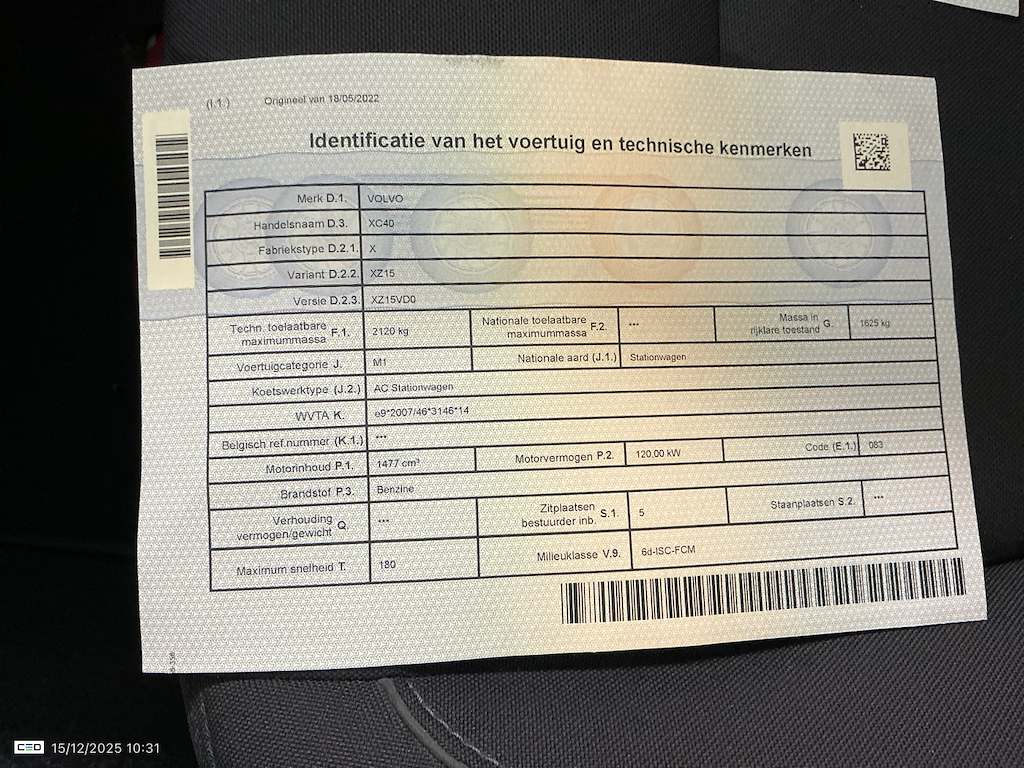 (I.1.) Origineel van 18/05/2022
Identificatie van het voertuig en technische kenmerken
Merk D.1. VOLVO
Handelsnaam D.3. XC40
Fabriekstype D.2.1. X
Variant D.2.2. XZ15
Versie D.2.3. XZ15VD0
Techn. toelaatbare maximummassa F.1. 2120 kg Nationale toelaatbare maximummassa F.2. *** Massa in rijklare toestand G. 1625 kg
Voertuigcategorie J. M1 Nationale aard (J.1.) Stationwagen
Koetswerktype (J.2.) AC Stationwagen
WVTA K. e9*2007/46*3146*14
Belgisch ref.nummer (K.1.) ***
Motorinhoud P.1. 1477 cm³ Motorvermogen P.2. 120,00 kW Code (E.1.) 083
Brandstof P.3. Benzine
Verhouding vermogen/gewicht Q. *** Zitplaatsen bestuurder inb. S.1. 5 Staanplaatsen S.2. ***
Maximum snelheid T. 180 Milieuklasse V.9. 6d-ISC-FCM
15/12/2025 10:31